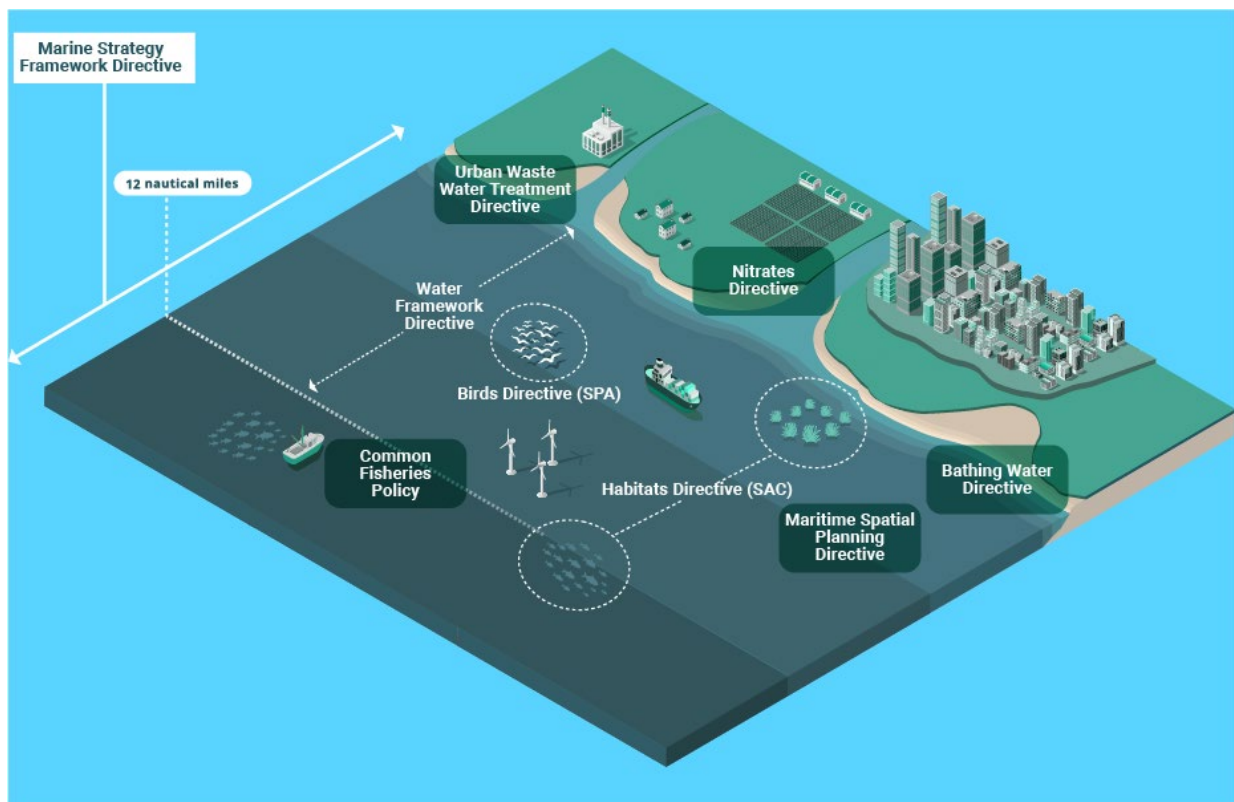 Marine Strategy
Framework Directive
12 nautical miles
Urban Waste
Water Treatment
Directive
Nitrates
Directive
Water
Framework
Directive
Birds Directive (SPA)
Common
Fisheries
Policy
Habitats Directive (SAC)
Bathing Water
Directive
Maritime Spatial
Planning
Directive